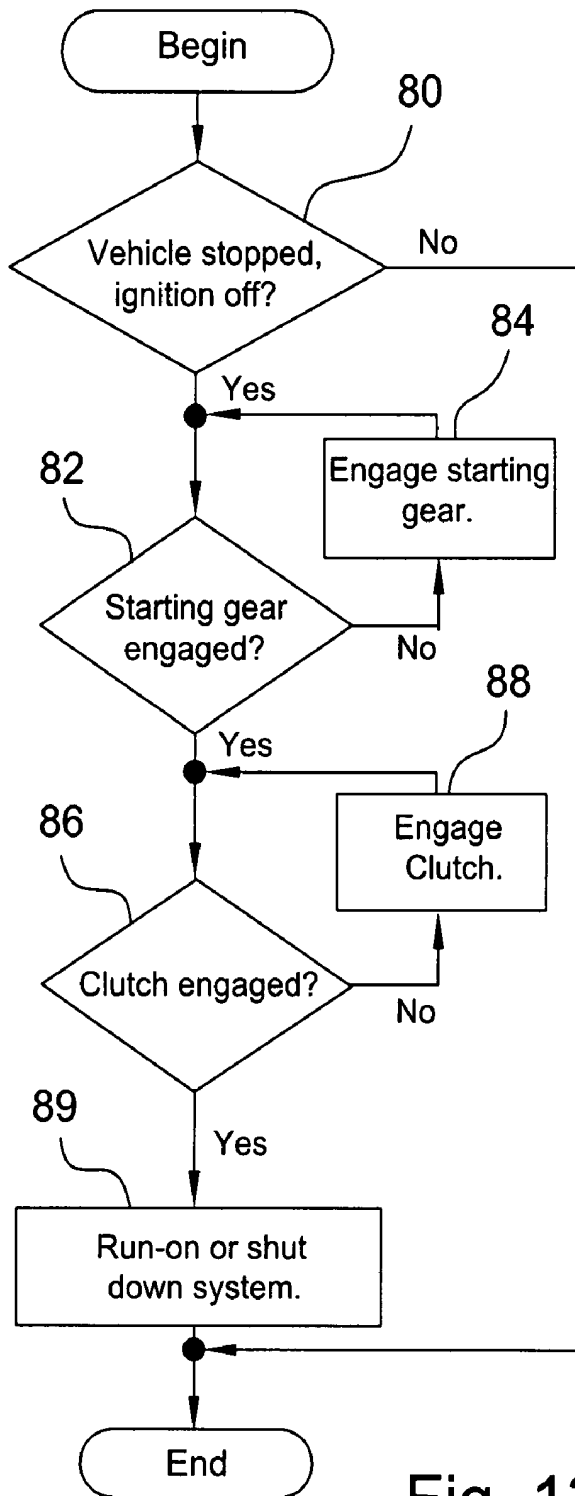 Begin
80
Vehicle stopped,
ignition off?
No
Yes
84
Engage starting
gear.
82
Starting gear
engaged?
No
Yes
88
Engage
Clutch.
86
Clutch engaged?
No
Yes
89
Run-on or shut
down system.
End
Fig.